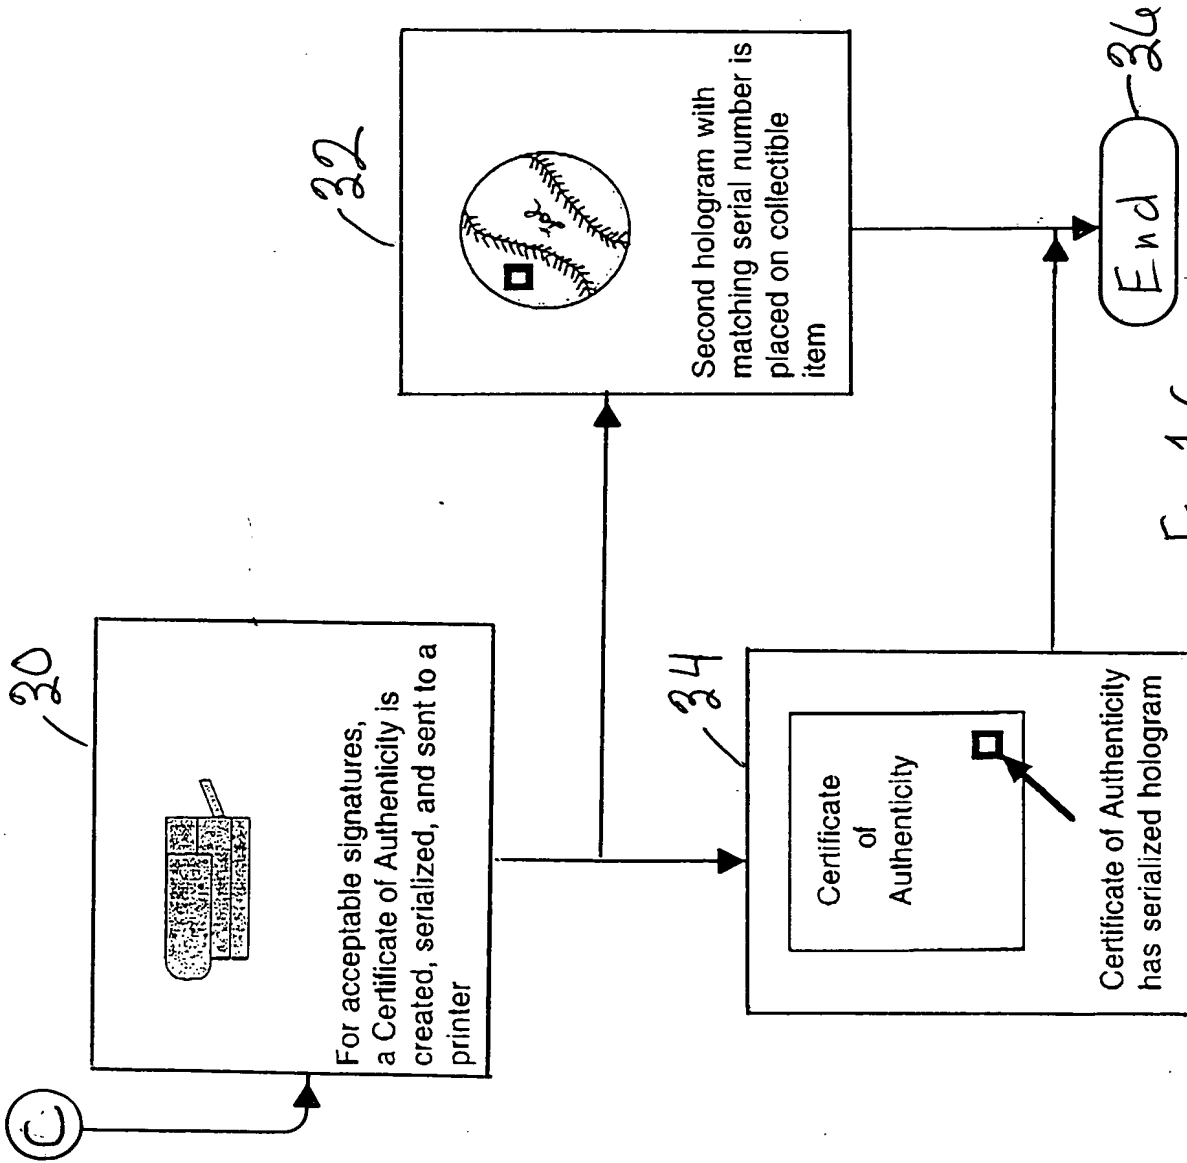 C
30
For acceptable signatures,
a Certificate of Authenticity is
created, serialized, and sent to a
printer
32
Second hologram with
matching serial number is
placed on collectible
item
34
Certificate
of
Authenticity
Certificate of Authenticity
has serialized hologram
End
36